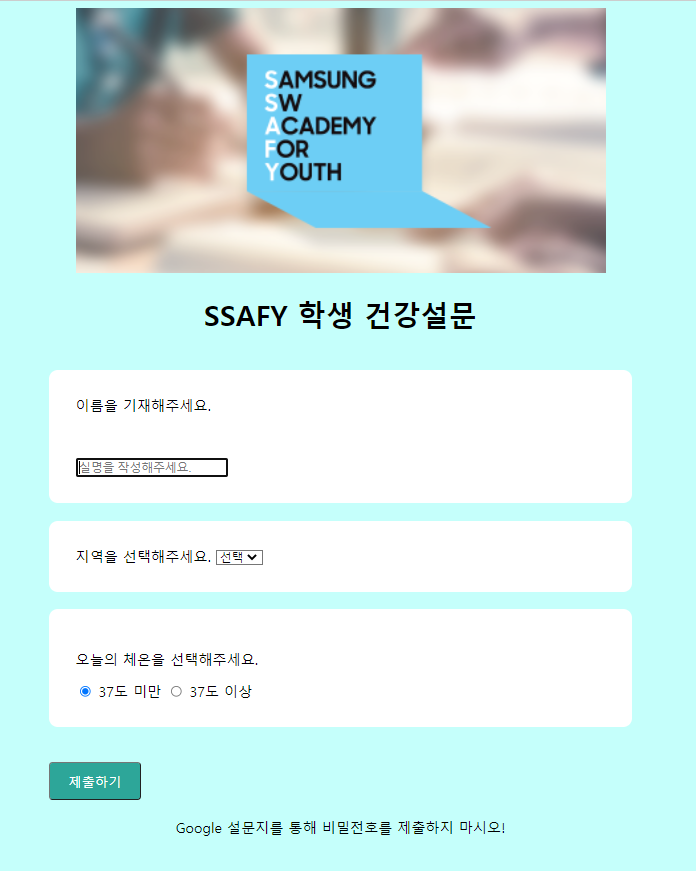 SAMSUNG
SW
ACADEMY
FOR
YOUTH
SSAFY 학생 건강설문
이름을 기재해주세요.
실명을 작성해주세요.
지역을 선택해주세요. 선택
오늘의 체온을 선택해주세요.
37도 미만 37도 이상
제출하기
Google 설문지를 통해 비밀전호를 제출하지 마시오!